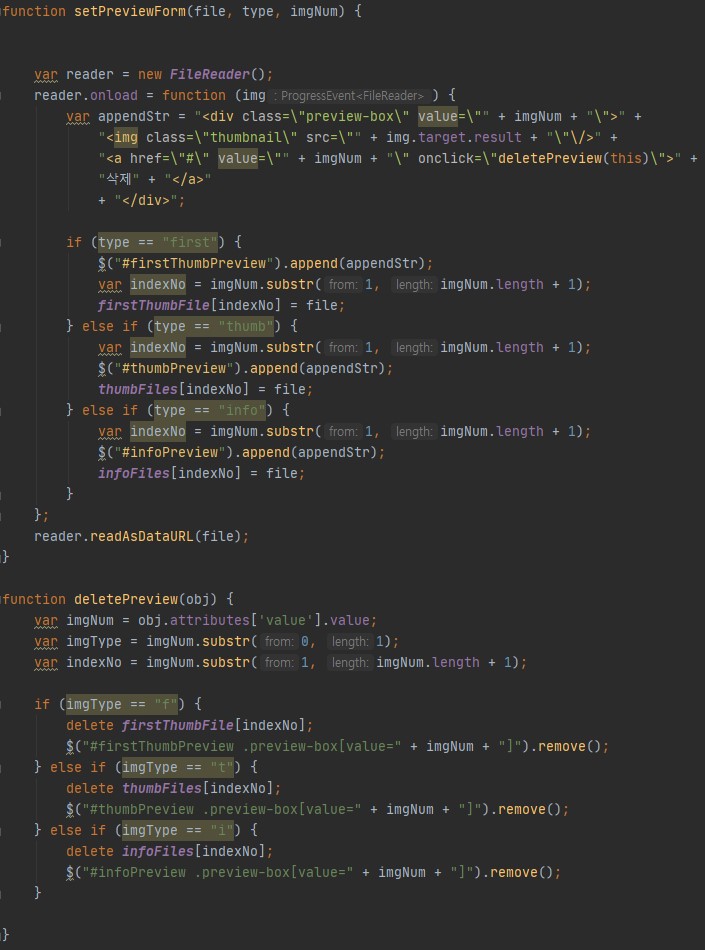 function setPreviewForm(file, type, imgNum) {
var reader = new FileReader();
reader.onload = function (img : ProgressEvent<FileReader> ) {
var appendStr = "<div class=\"preview-box\" value=\"" + imgNum + "\">" +
"<img class=\"thumbnail\" src=\"" + img.target.result + "\"\/>" +
"<a href=\"#\" value=\"" + imgNum + "\" onclick=\"deletePreview(this)\">" +
"삭제" + "</a>"
+ "</div>";
if (type == "first") {
$("#firstThumbPreview").append(appendStr);
var indexNo = imgNum.substr( from: 1, length: imgNum.length + 1);
firstThumbFile[indexNo] = file;
} else if (type == "thumb") {
var indexNo = imgNum.substr( from: 1, length: imgNum.length + 1);
$("#thumbPreview").append(appendStr);
thumbFiles[indexNo] = file;
} else if (type == "info") {
var indexNo = imgNum.substr( from: 1, length: imgNum.length + 1);
$("#infoPreview").append(appendStr);
infoFiles[indexNo] = file;
}
};
reader.readAsDataURL(file);
}
function deletePreview(obj) {
var imgNum = obj.attributes['value'].value;
var imgType = imgNum.substr( from: 0, length: 1);
var indexNo = imgNum.substr( from: 1, length: imgNum.length + 1);
if (imgType == "f") {
delete firstThumbFile[indexNo];
$("#firstThumbPreview .preview-box[value=" + imgNum + "]").remove();
} else if (imgType == "t") {
delete thumbFiles[indexNo];
$("#thumbPreview .preview-box[value=" + imgNum + "]").remove();
} else if (imgType == "i") {
delete infoFiles[indexNo];
$("#infoPreview .preview-box[value=" + imgNum + "]").remove();
}
}